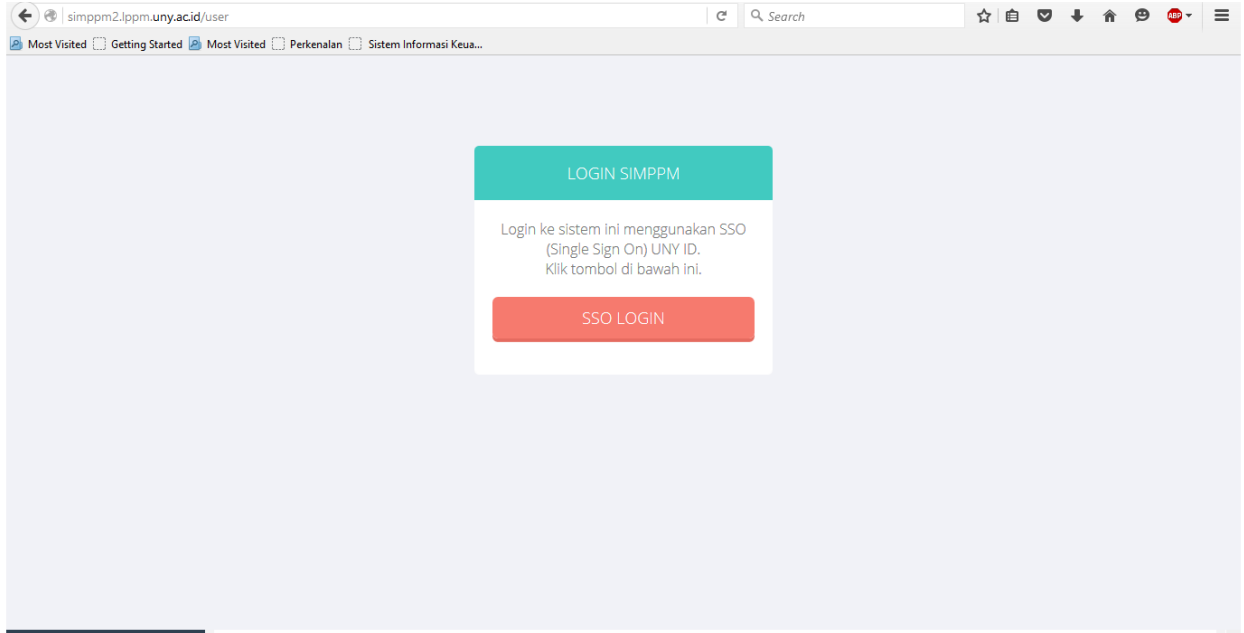 simppm2.lppm.uny.ac.id/user
Search
ABP
Most Visited Getting Started Most Visited Perkenalan Sistem Informasi Keua...
LOGIN SIMPPM
Login ke sistem ini menggunakan SSO
(Single Sign On) UNY ID.
Klik tombol di bawah ini.
SSO LOGIN